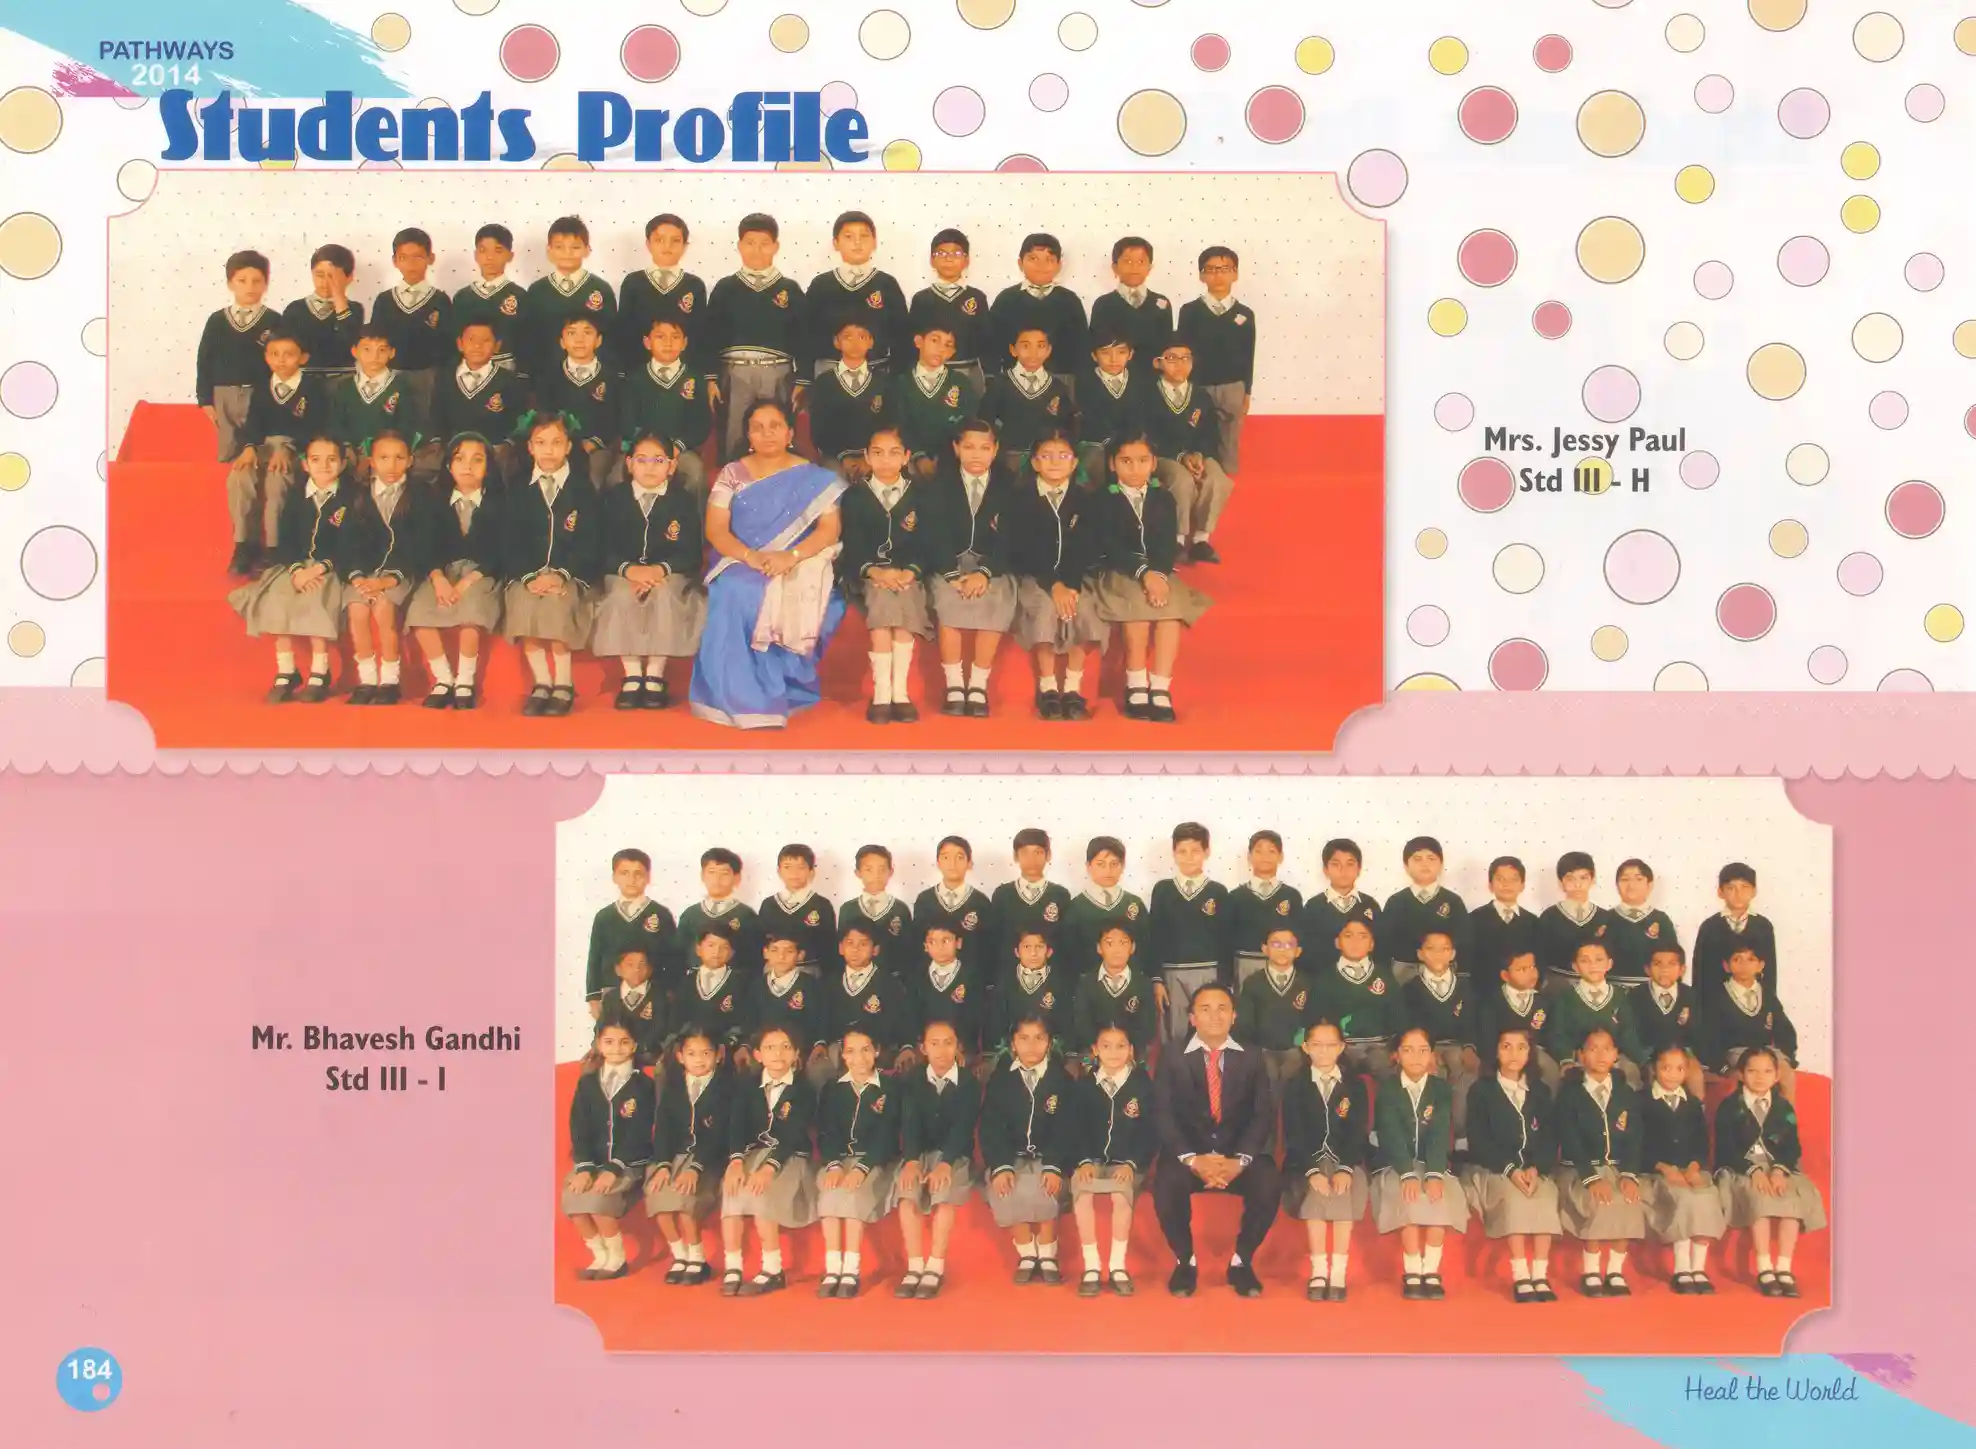 PATHWAYS
2014
Students Profile
Mrs. Jessy Paul
Std III - H
Mr. Bhavesh Gandhi
Std III - I
184
Heal the World